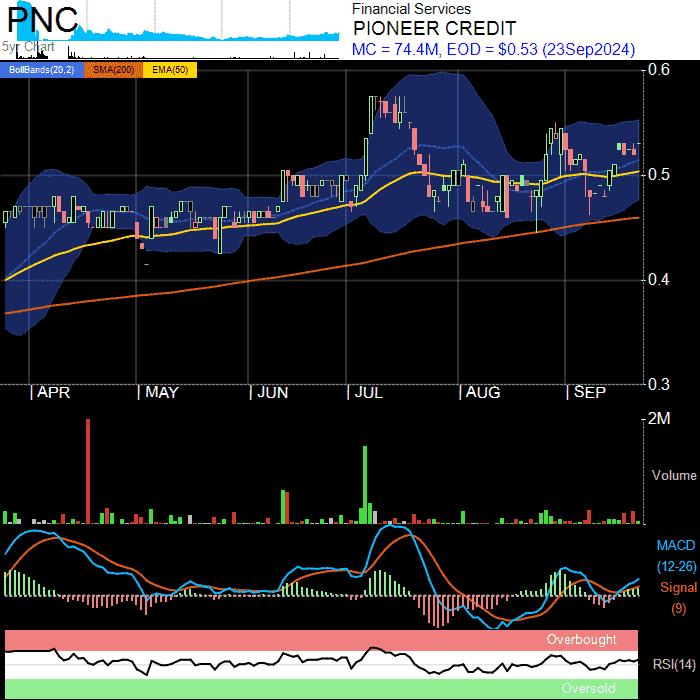 PNC
5yr Chart
Financial Services
PIONEER CREDIT
MC = 74.4M, EOD = $0.53 (23Sep2024)
BollBands(20,2) SMA(200) EMA(50)
0.6
0.5
0.4
0.3
| APR | MAY | JUN | JUL | AUG | SEP
2M
Volume
MACD
(12-26)
Signal
(9)
Overbought
RSI(14)
Oversold